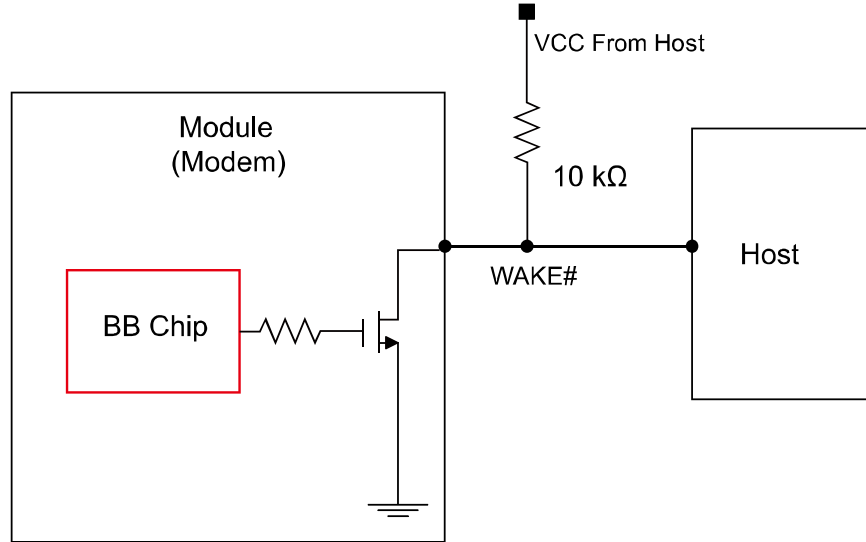 VCC From Host
Module
(Modem)
10 kΩ
Host
WAKE#
BB Chip